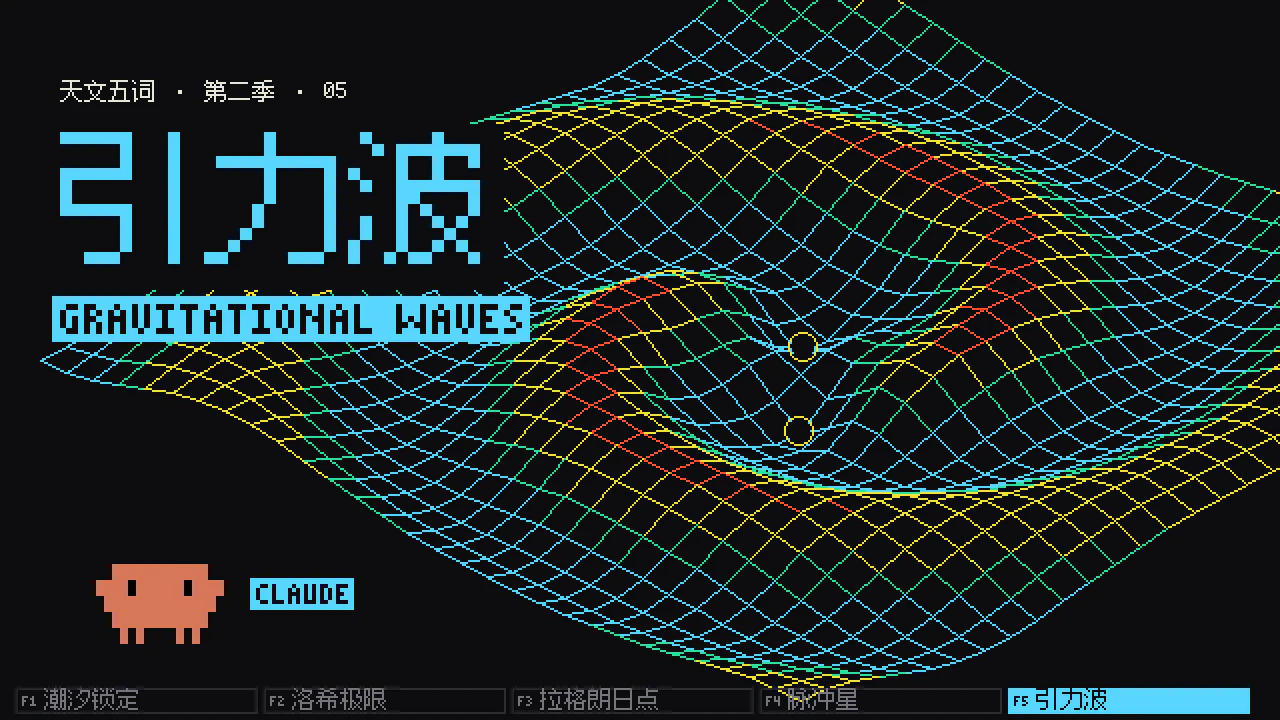 天文五词 · 第二季 · 05
引力波
GRAVITATIONAL WAVES
CLAUDE
F1 潮汐锁定 F2 洛希极限 F3 拉格朗日点 F4 脉冲星 F5 引力波